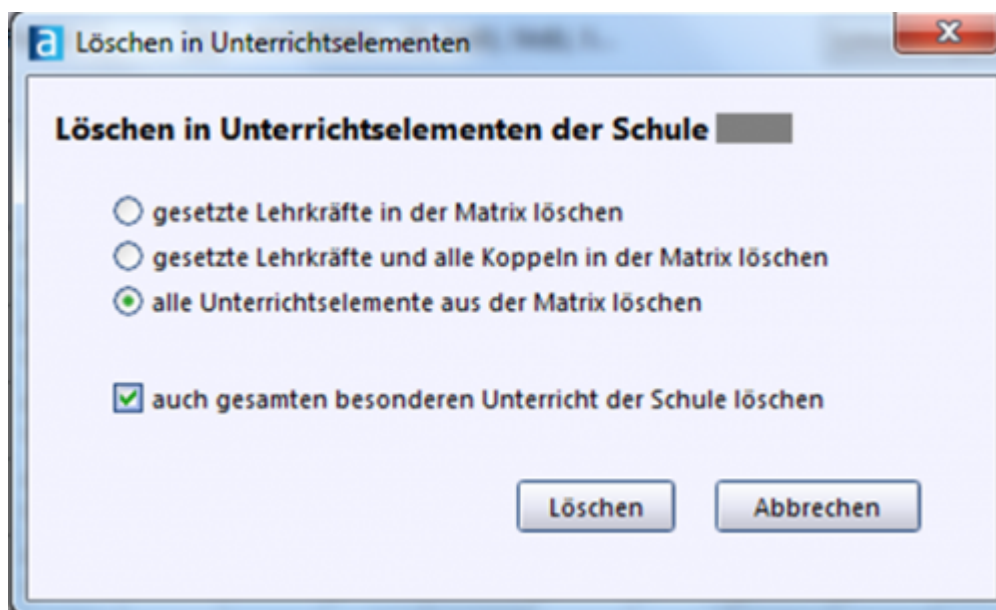 a Löschen in Unterrichtselementen
Löschen in Unterrichtselementen der Schule
gesetzte Lehrkräfte in der Matrix löschen
gesetzte Lehrkräfte und alle Koppeln in der Matrix löschen
alle Unterrichtselemente aus der Matrix löschen
auch gesamten besonderen Unterricht der Schule löschen
Löschen Abbrechen